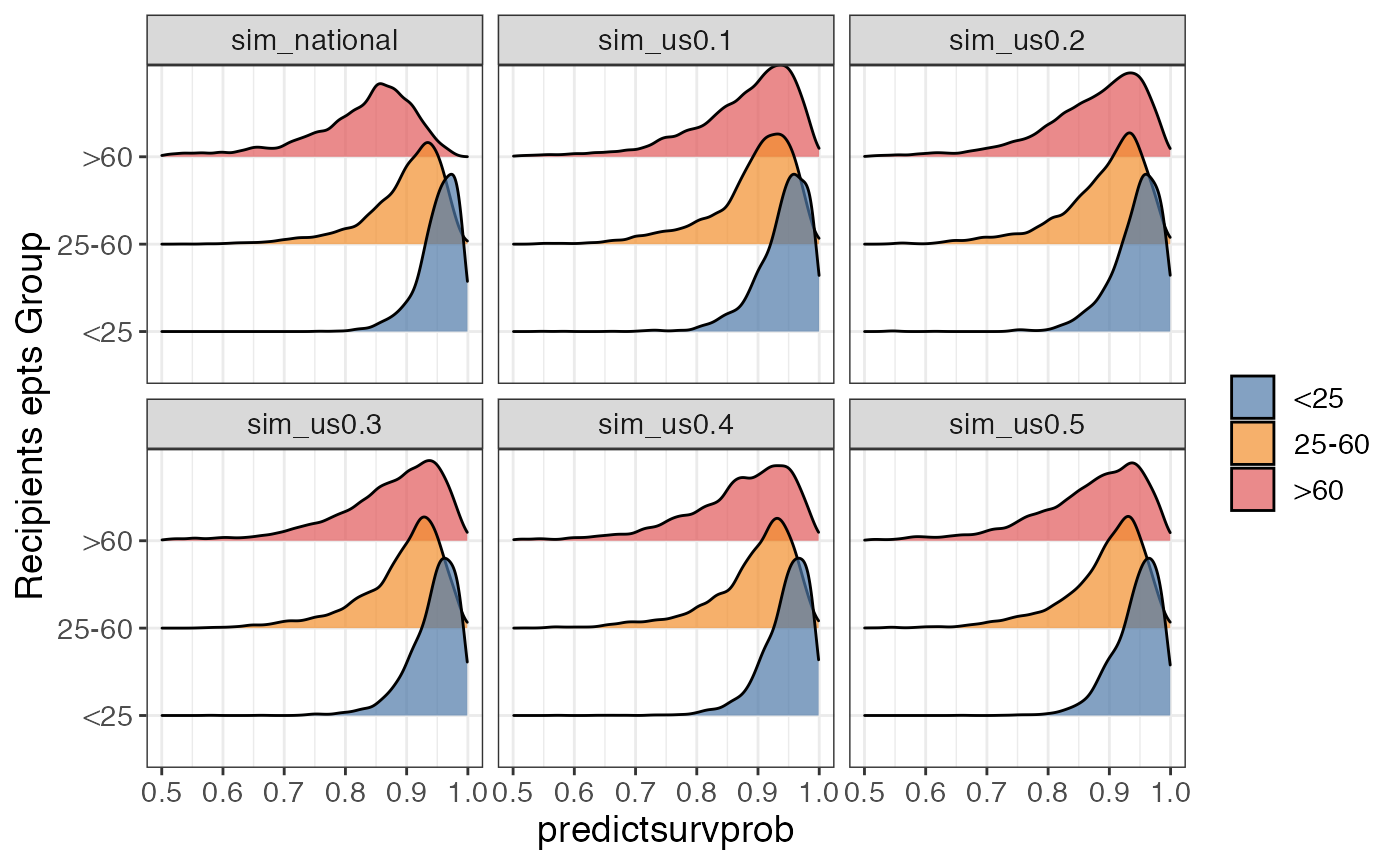 sim_national sim_us0.1 sim_us0.2
>60
25-60
<25
sim_us0.3 sim_us0.4 sim_us0.5
>60
25-60
<25
0.5 0.6 0.7 0.8 0.9 1.0 0.5 0.6 0.7 0.8 0.9 1.0 0.5 0.6 0.7 0.8 0.9 1.0
predictsurvprob
Recipients epts Group
<25
25-60
>60